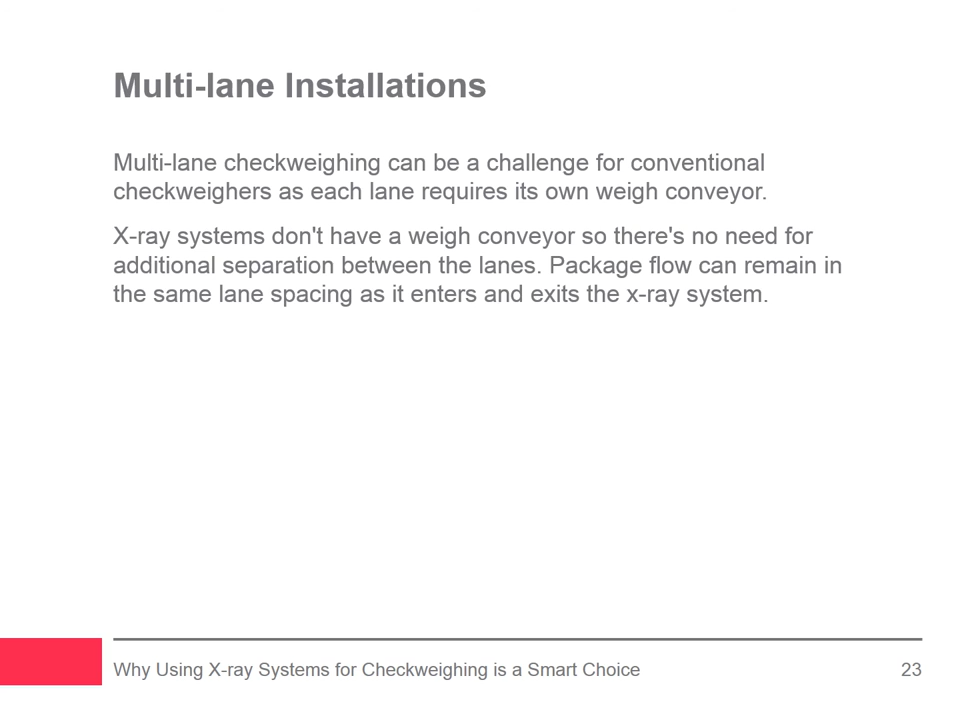 Multi-lane Installations
Multi-lane checkweighing can be a challenge for conventional
checkweighers as each lane requires its own weigh conveyor.
X-ray systems don't have a weigh conveyor so there's no need for
additional separation between the lanes. Package flow can remain in
the same lane spacing as it enters and exits the x-ray system.
Why Using X-ray Systems for Checkweighing is a Smart Choice 23